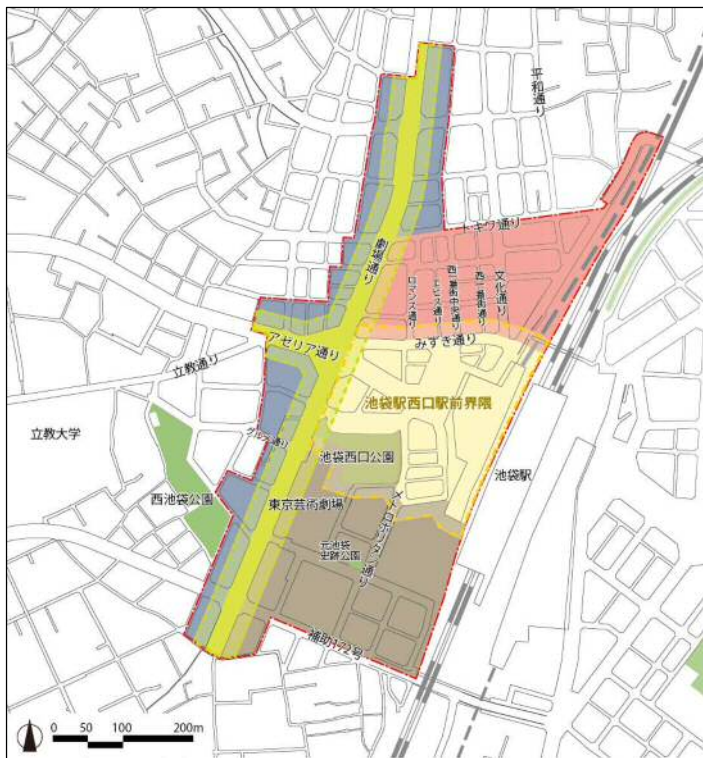 平和通り
トキワ通り
劇場通り
ロマンス通り
エビス通り
西一番街中央通り
西一番街通り
文化通り
みずき通り
アゼリア通り
立教通り
池袋駅西口駅前界隈
立教大学
グルメ通り
池袋西口公園
池袋駅
西池袋公園
東京芸術劇場
メトロポリタン通り
元池袋
史跡公園
補助172号
0 50 100 200m